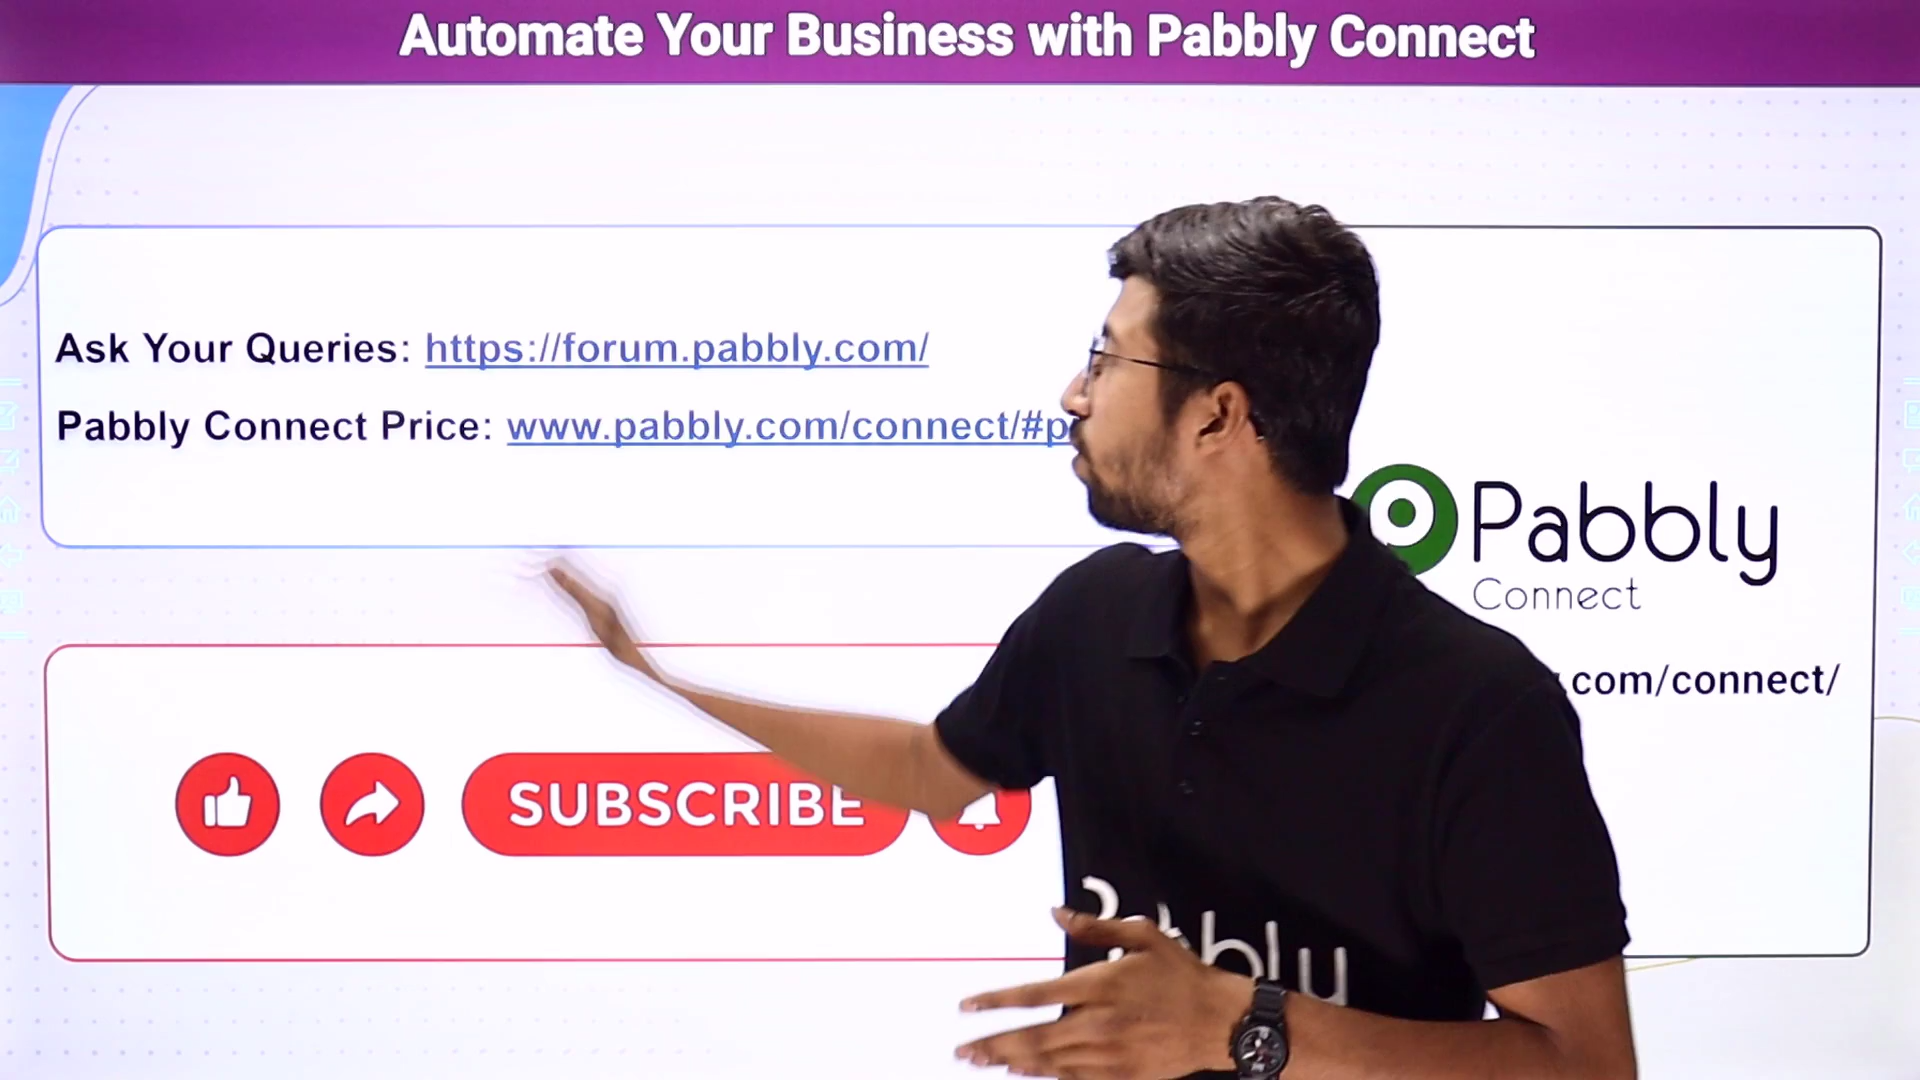 Automate Your Business with Pabbly Connect
Ask Your Queries: https://forum.pabbly.com/
Pabbly Connect Price: www.pabbly.com/connect/#p
Pabbly
Connect
.com/connect/
SUBSCRIBE
Pabbly